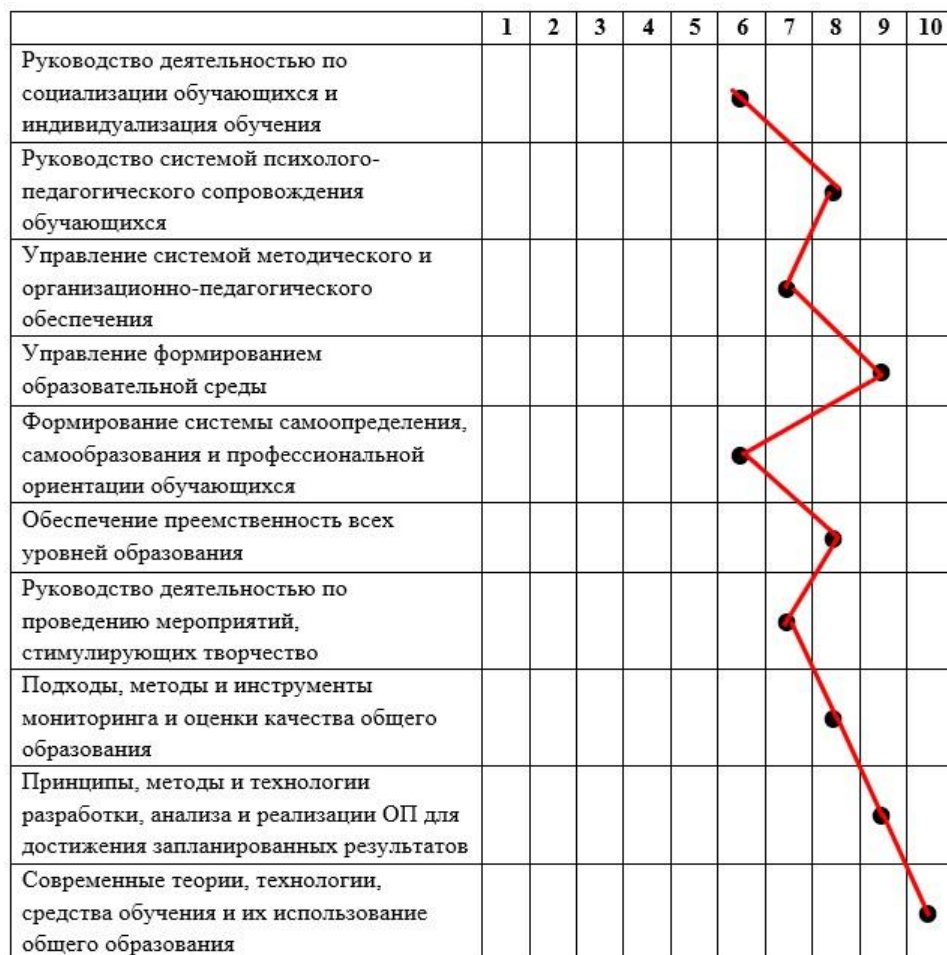 1 2 3 4 5 6 7 8 9 10
Руководство деятельностью по
социализации обучающихся и
индивидуализация обучения
Руководство системой психолого-
педагогического сопровождения
обучающихся
Управление системой методического и
организационно-педагогического
обеспечения
Управление формированием
образовательной среды
Формирование системы самоопределения,
самообразования и профессиональной
ориентации обучающихся
Обеспечение преемственность всех
уровней образования
Руководство деятельностью по
проведению мероприятий,
стимулирующих творчество
Подходы, методы и инструменты
мониторинга и оценки качества общего
образования
Принципы, методы и технологии
разработки, анализа и реализации ОП для
достижения запланированных результатов
Современные теории, технологии,
средства обучения и их использование
общего образования